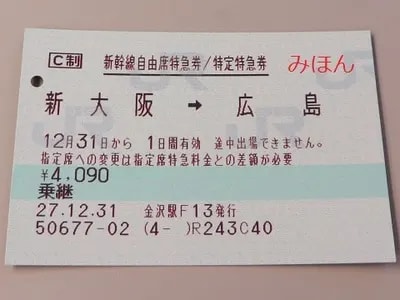 C制 新幹線自由席特急券/特定特急券 みほん
新大阪 → 広島
12月31日から 1日間有効 途中出場できません。
指定席への変更は指定席特急料金との差額が必要
¥4,090
乗継
27.12.31 金沢駅F13発行
50677-02 (4- )R243C40